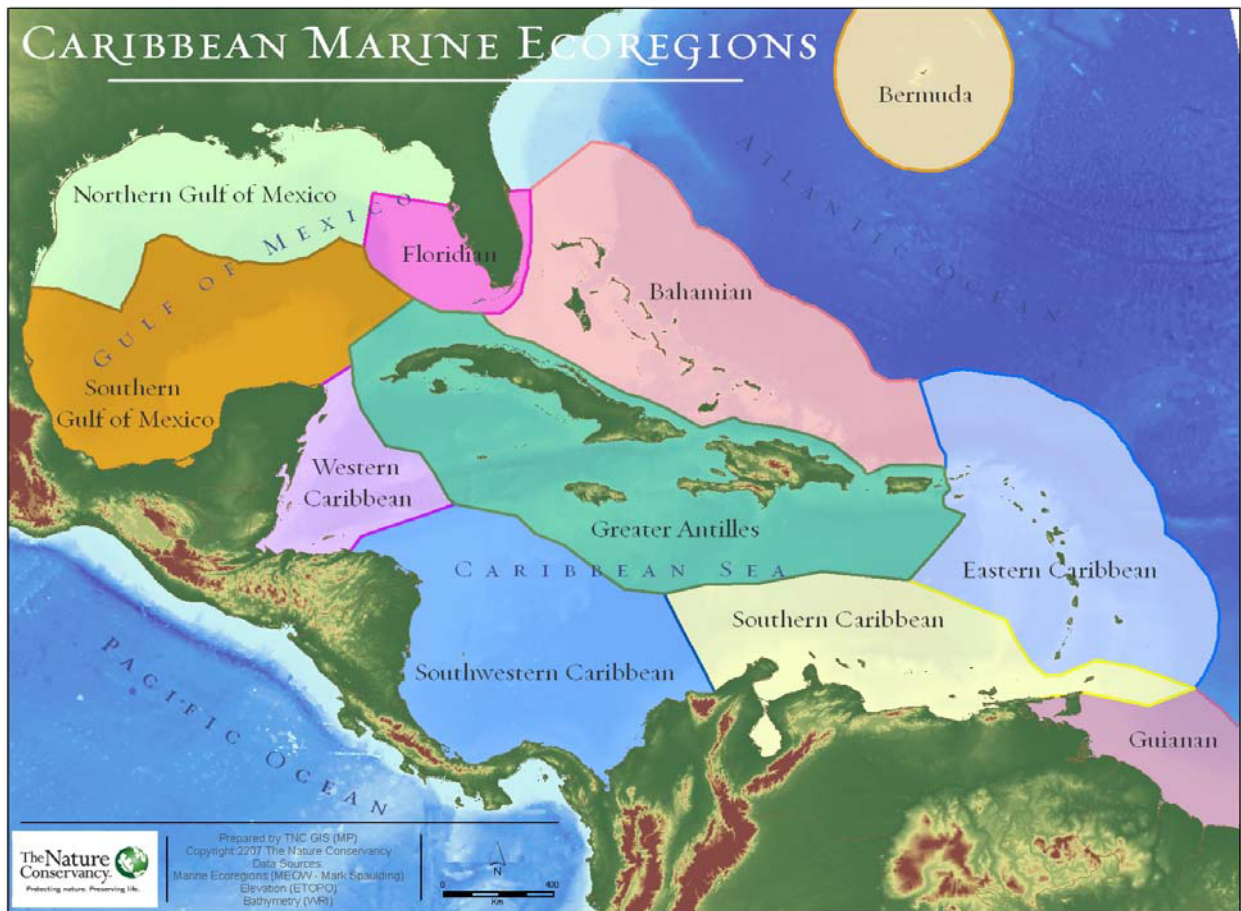 CARIBBEAN MARINE ECOREGIONS
Bermuda
ATLANTIC OCEAN
Northern Gulf of Mexico
GULF OF MEXICO
Floridian
Bahamian
Southern
Gulf of Mexico
Western
Caribbean
Greater Antilles
CARIBBEAN SEA
Eastern Caribbean
Southern Caribbean
Southwestern Caribbean
PACIFIC OCEAN
Guianan
The Nature
Conservancy
Protecting nature. Preserving life.
Prepared by TNC GIS (MP)
Copyright 2207 The Nature Conservancy
Data Sources:
Marine Ecoregions (MEOW - Mark Spaulding)
Elevation (ETOPO)
Bathymetry (WRI)
N
0 400
Km